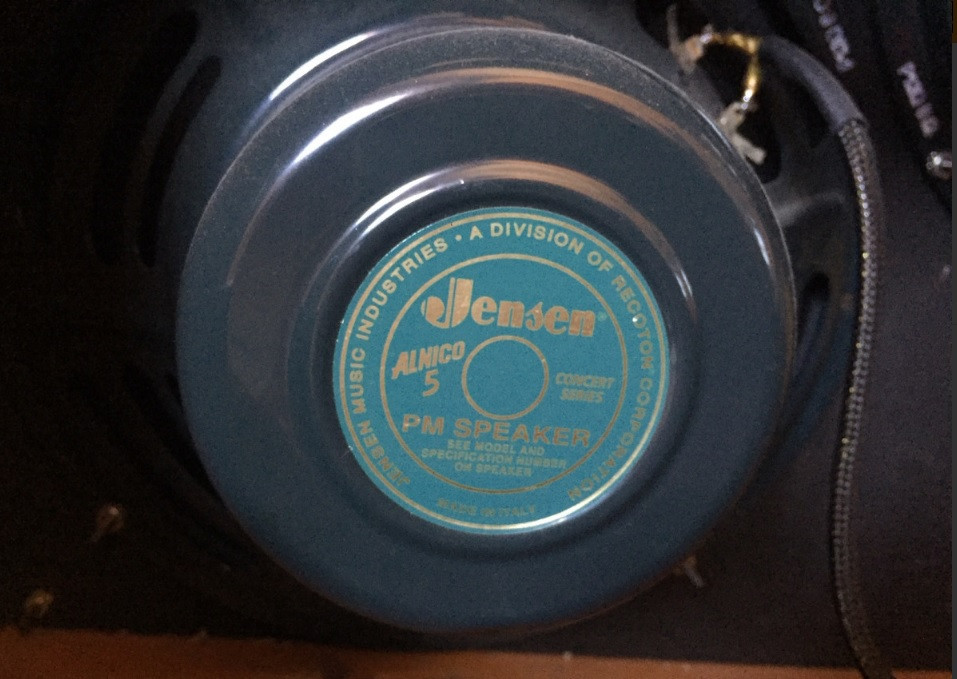 JENSEN MUSIC INDUSTRIES • A DIVISION OF RECOTON CORPORATION
Jensen®
ALNICO
5
CONCERT
SERIES
PM SPEAKER
SEE MODEL AND
SPECIFICATION NUMBER
ON SPEAKER
MADE IN ITALY